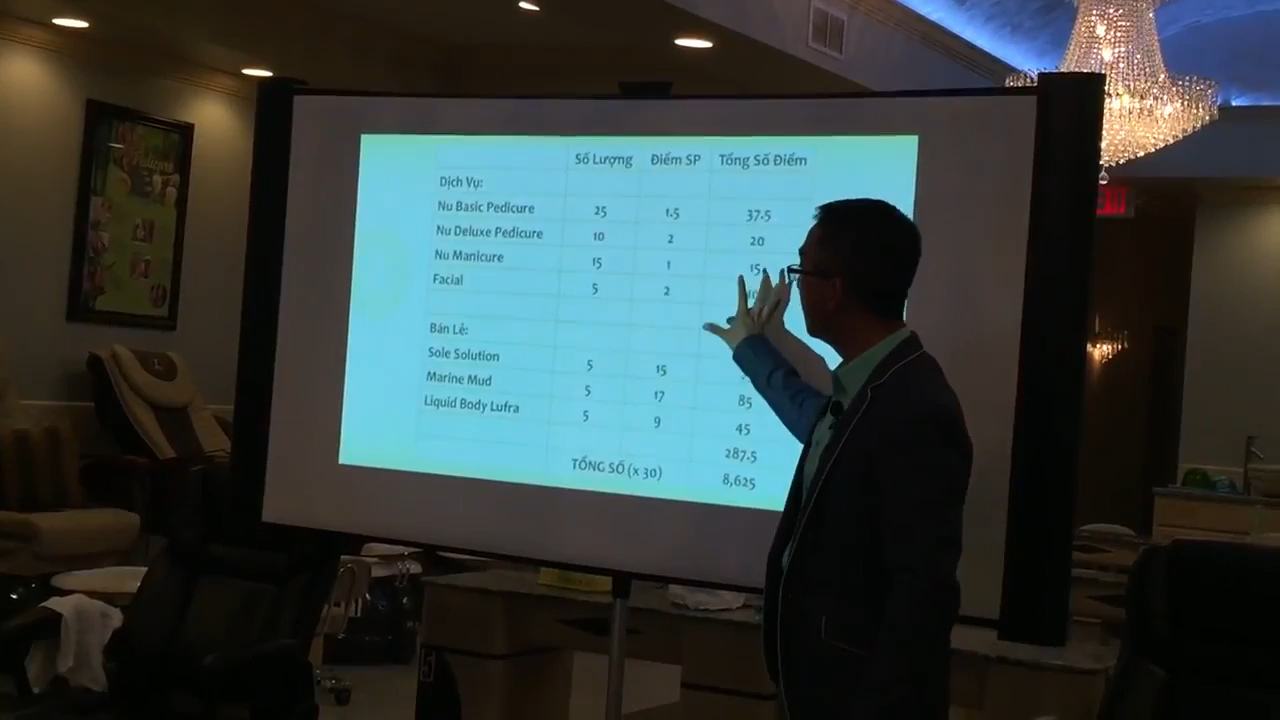 Số Lượng Điểm SP Tổng Số Điểm
Dịch Vụ:
Nu Basic Pedicure 25 1.5 37.5
Nu Deluxe Pedicure 10 2 20
Nu Manicure 15 1 15
Facial 5 2
Bán Lẻ:
Sole Solution 5 15
Marine Mud 5 17 85
Liquid Body Lufra 5 9 45
287.5
TỔNG SỐ (x 30) 8,625